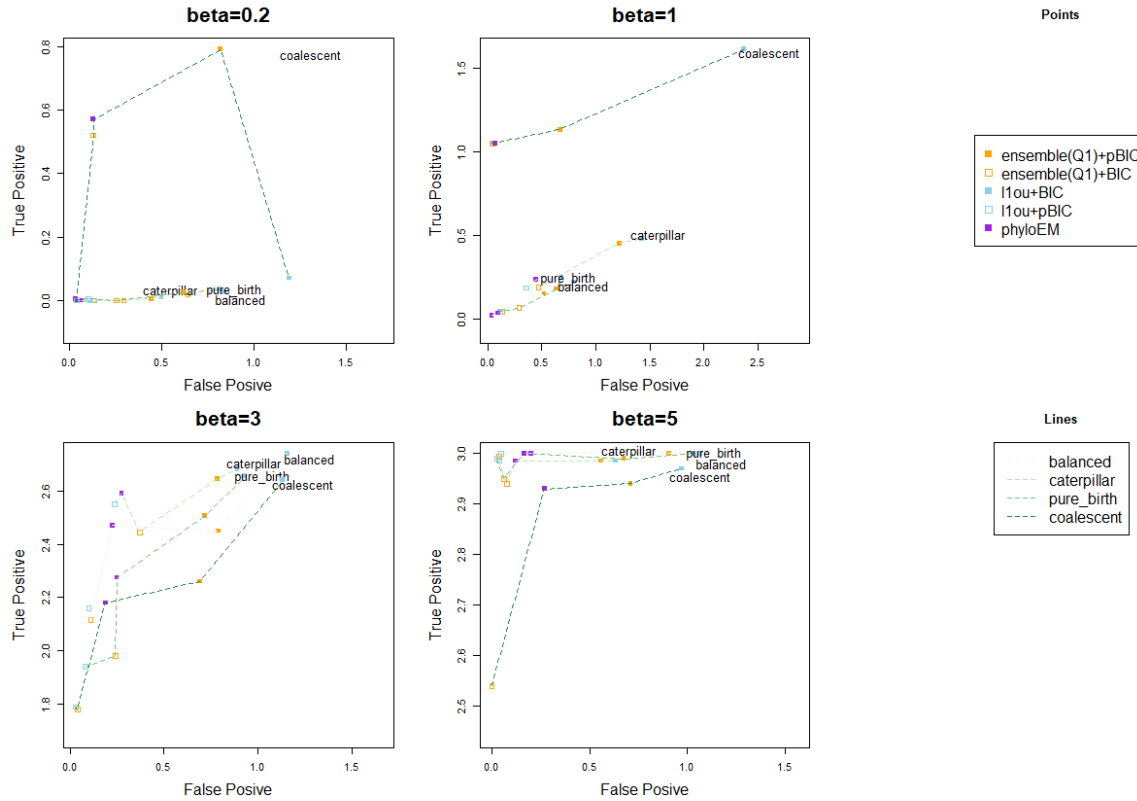 beta=0.2
True Positive
0.8
0.6
0.4
0.2
0.0
coalescent
caterpillar
pure_birth
balanced
0.0 0.5 1.0 1.5
False Posive
beta=1
True Positive
1.5
1.0
0.5
0.0
coalescent
caterpillar
pure_birth
balanced
0.0 0.5 1.0 1.5 2.0 2.5
False Posive
Points
ensemble(Q1)+pBIC
ensemble(Q1)+BIC
l1ou+BIC
l1ou+pBIC
phyloEM
beta=3
True Positive
2.6
2.4
2.2
2.0
1.8
balanced
caterpillar
pure_birth
coalescent
0.0 0.5 1.0 1.5
False Posive
beta=5
True Positive
3.0
2.9
2.8
2.7
2.6
2.5
caterpillar
pure_birth
balanced
coalescent
0.0 0.5 1.0 1.5
False Posive
Lines
balanced
caterpillar
pure_birth
coalescent